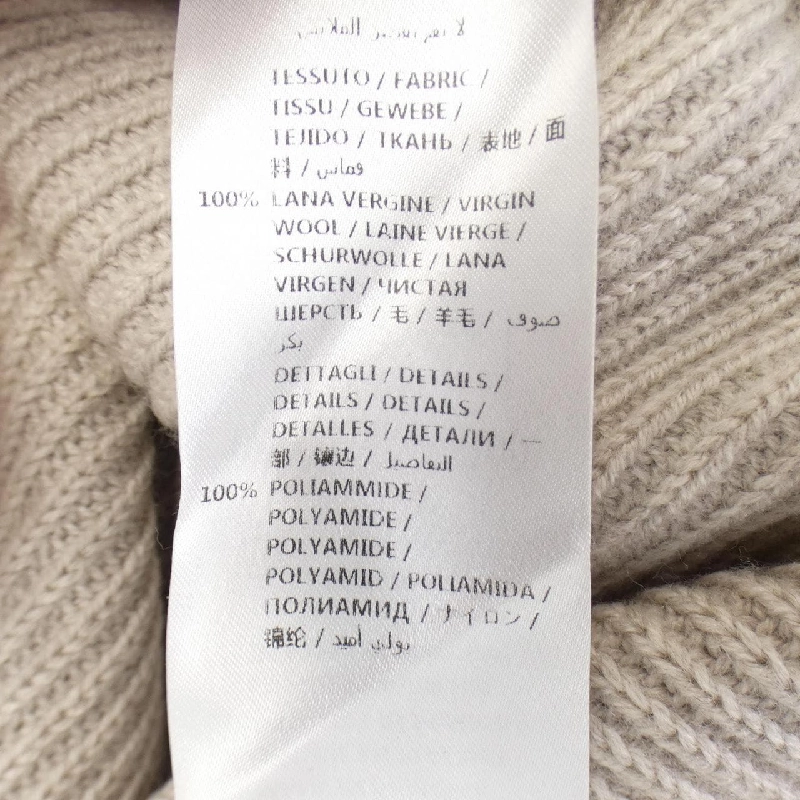 TESSUTO / FABRIC /
TISSU / GEWEBE /
TEJIDO / ТКАНЬ / 表地 / 面
料 / قماس
100% LANA VERGINE / VIRGIN
WOOL / LAINE VIERGE /
SCHURWOLLE / LANA
VIRGEN / ЧИСТАЯ
ШЕРСТЬ / 毛 / 羊毛 / صوف
بكر
DETTAGLI / DETAILS /
DETAILS / DETAILS /
DETALLES / ДЕТАЛИ / 一
部 / 镶边 / التفاصيل
100% POLIAMMIDE /
POLYAMIDE /
POLYAMIDE /
POLYAMID / POLIAMIDA /
ПОЛИАМИД / ナイロン /
锦纶 / بولي أميد